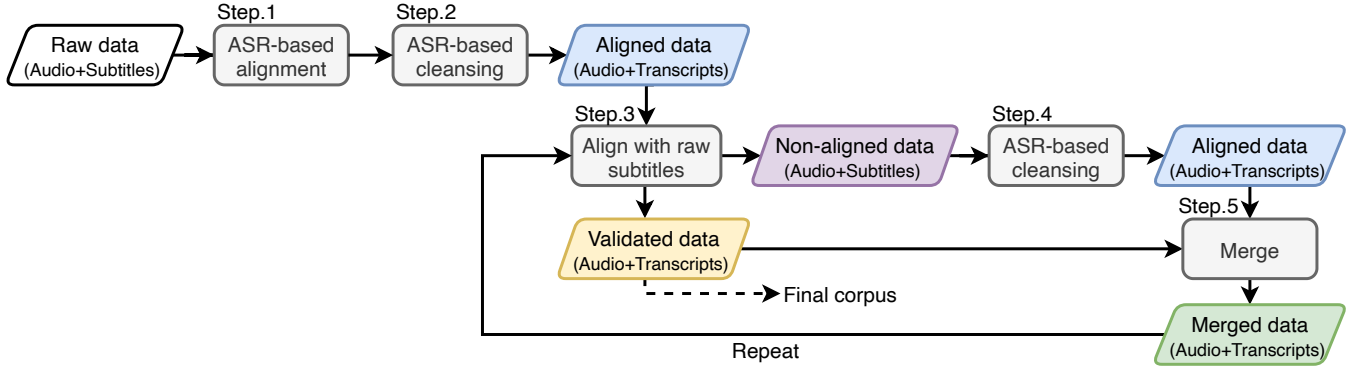 Step.1
Step.2
Raw data
(Audio+Subtitles)
ASR-based
alignment
ASR-based
cleansing
Aligned data
(Audio+Transcripts)
Step.3
Step.4
Align with raw
subtitles
Non-aligned data
(Audio+Subtitles)
ASR-based
cleansing
Aligned data
(Audio+Transcripts)
Step.5
Validated data
(Audio+Transcripts)
Merge
Final corpus
Merged data
(Audio+Transcripts)
Repeat